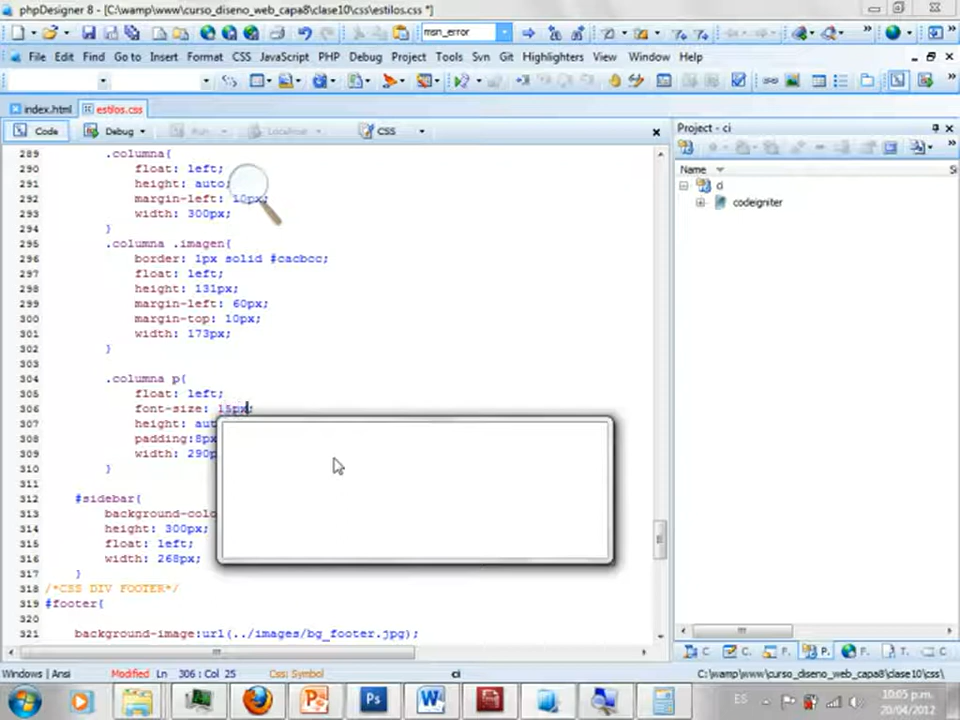 phpDesigner 8 - [C:\wamp\www\curso_diseno_web_capa8\clase10\css\estilos.css *]
msn_error
File Edit Find Go to Insert Format CSS JavaScript PHP Debug Project Tools Svn Git Highlighters View Window Help
index.html estilos.css
Code Debug Run Localhost CSS
Project - ci
Name
ci
codeigniter
289 .columna{
290 float: left;
291 height: auto;
292 margin-left: 10px;
293 width: 300px;
294 }
295 .columna .imagen{
296 border: 1px solid #cacbcc;
297 float: left;
298 height: 131px;
299 margin-left: 60px;
300 margin-top: 10px;
301 width: 173px;
302 }
303
304 .columna p{
305 float: left;
306 font-size: 15px;
307 height: aut
308 padding:8px
309 width: 290p
310 }
311
312 #sidebar{
313 background-colo
314 height: 300px;
315 float: left;
316 width: 268px;
317 }
318 /*CSS DIV FOOTER*/
319 #footer{
320
321 background-image:url(../images/bg_footer.jpg);
C. C. F. P. F. T. C
Windows | Ansi Modified Ln 306 : Col 25 Css: Symbol ci C:\wamp\www\curso_diseno_web_capa8\clase10\css\
ES 10:05 p.m.
20/04/2012